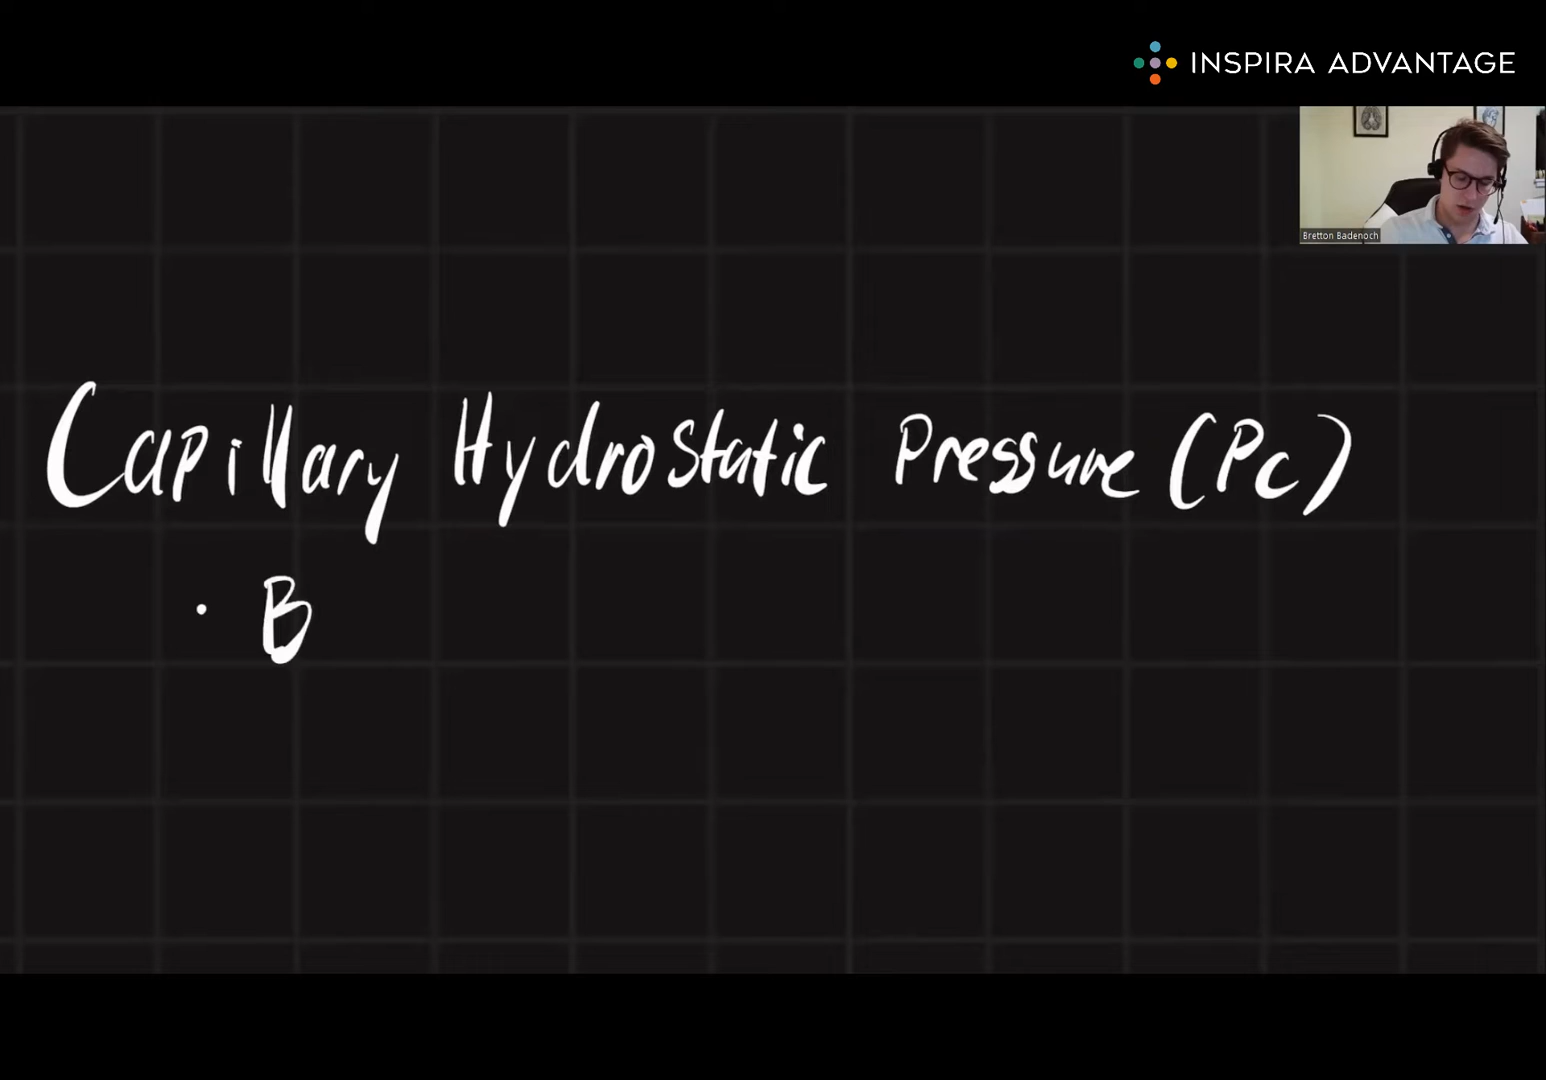 INSPIRA ADVANTAGE
Bretton Badenoch
Capillary Hydrostatic Pressure (Pc)
· B